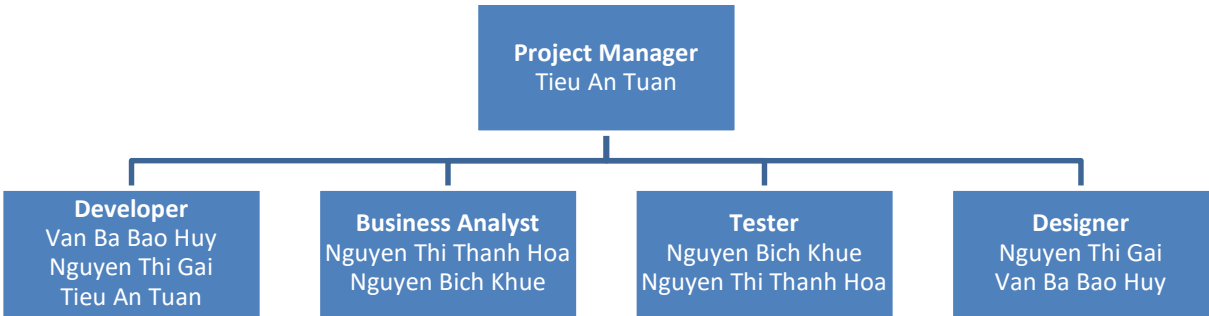 Project Manager
Tieu An Tuan
Developer
Van Ba Bao Huy
Nguyen Thi Gai
Tieu An Tuan
Business Analyst
Nguyen Thi Thanh Hoa
Nguyen Bich Khue
Tester
Nguyen Bich Khue
Nguyen Thi Thanh Hoa
Designer
Nguyen Thi Gai
Van Ba Bao Huy